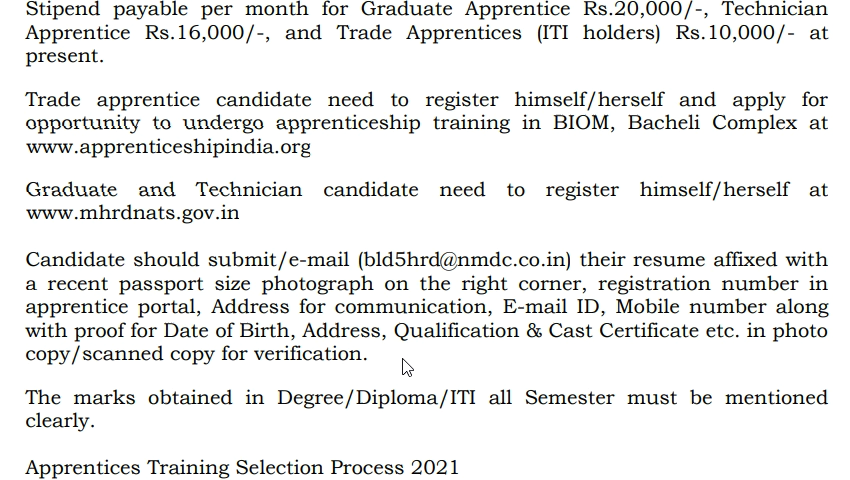 Stipend payable per month for Graduate Apprentice Rs.20,000/-, Technician
Apprentice Rs.16,000/-, and Trade Apprentices (ITI holders) Rs.10,000/- at
present.
Trade apprentice candidate need to register himself/herself and apply for
opportunity to undergo apprenticeship training in BIOM, Bacheli Complex at
www.apprenticeshipindia.org
Graduate and Technician candidate need to register himself/herself at
www.mhrdnats.gov.in
Candidate should submit/e-mail (bld5hrd@nmdc.co.in) their resume affixed with
a recent passport size photograph on the right corner, registration number in
apprentice portal, Address for communication, E-mail ID, Mobile number along
with proof for Date of Birth, Address, Qualification & Cast Certificate etc. in photo
copy/scanned copy for verification.
The marks obtained in Degree/Diploma/ITI all Semester must be mentioned
clearly.
Apprentices Training Selection Process 2021